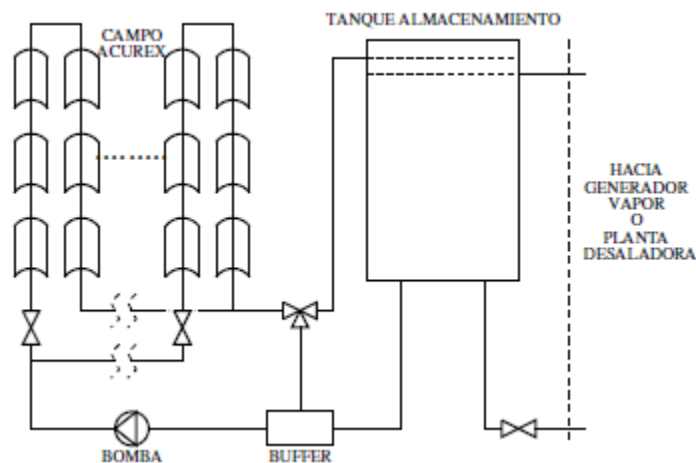 TANQUE ALMACENAMIENTO
CAMPO
ACUREX
HACIA
GENERADOR
VAPOR
O
PLANTA
DESALADORA
BOMBA
BUFFER